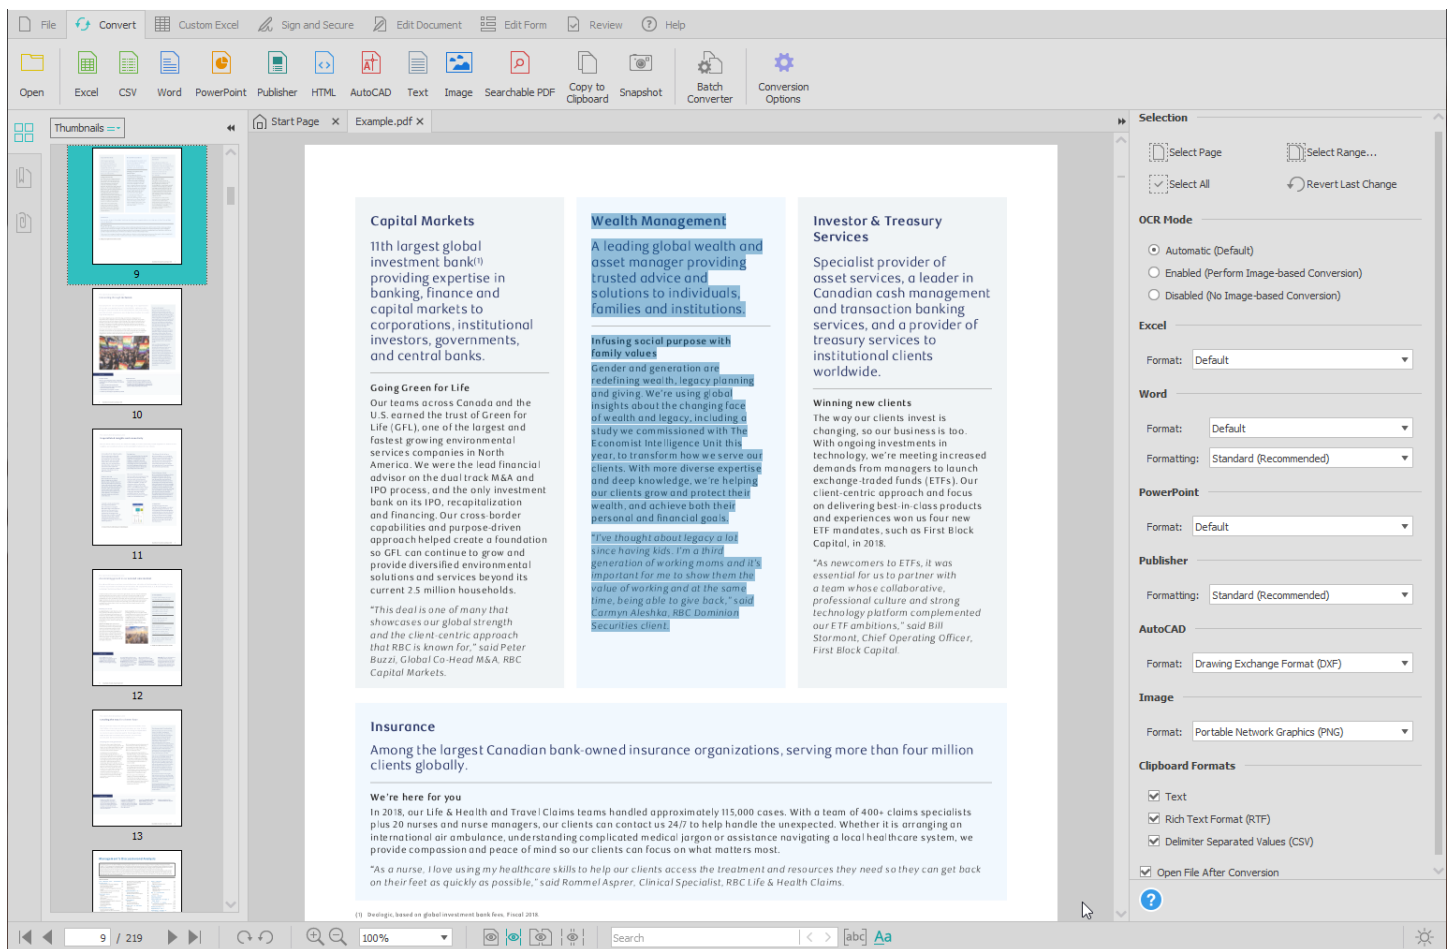 File
Convert
Custom Excel
Sign and Secure
Edit Document
Edit Form
Review
Help
Open
Excel
CSV
Word
PowerPoint
Publisher
HTML
AutoCAD
Text
Image
Searchable PDF
Copy to
Clipboard
Snapshot
Batch
Converter
Conversion
Options
Thumbnails
9
10
11
12
13
Start Page
Example.pdf
Capital Markets
11th largest global
investment bank(1)
providing expertise in
banking, finance and
capital markets to
corporations, institutional
investors, governments,
and central banks.
Going Green for Life
Our teams across Canada and the
U.S. earned the trust of Green for
Life (GFL), one of the largest and
fastest growing environmental
services companies in North
America. We were the lead financial
advisor on the dual track M&A and
IPO process, and the only investment
bank on its IPO, recapitalization
and financing. Our cross-border
capabilities and purpose-driven
approach helped create a foundation
so GFL can continue to grow and
provide diversified environmental
solutions and services beyond its
current 2.5 million households.
“This deal is one of many that
showcases our global strength
and the client-centric approach
that RBC is known for,” said Peter
Buzzi, Global Co-Head M&A, RBC
Capital Markets.
Wealth Management
A leading global wealth and
asset manager providing
trusted advice and
solutions to individuals,
families and institutions.
Infusing social purpose with
family values
Gender and generation are
redefining wealth, legacy planning
and giving. We’re using global
insights about the changing face
of wealth and legacy, including a
study we commissioned with The
Economist Intelligence Unit this
year, to transform how we serve our
clients. With more diverse expertise
and deep knowledge, we’re helping
our clients grow and protect their
wealth, and achieve both their
personal and financial goals.
“I’ve thought about legacy a lot
since having kids. I’m a third
generation of working moms and it’s
important for me to show them the
value of working and at the same
time, being able to give back,” said
Carmyn Aleshka, RBC Dominion
Securities client.
Investor & Treasury
Services
Specialist provider of
asset services, a leader in
Canadian cash management
and transaction banking
services, and a provider of
treasury services to
institutional clients
worldwide.
Winning new clients
The way our clients invest is
changing, so our business is too.
With ongoing investments in
technology, we’re meeting increased
demands from managers to launch
exchange-traded funds (ETFs). Our
client-centric approach and focus
on delivering best-in-class products
and experiences won us four new
ETF mandates, such as First Block
Capital, in 2018.
“As newcomers to ETFs, it was
essential for us to partner with
a team whose collaborative,
professional culture and strong
technology platform complemented
our ETF ambitions,” said Bill
Stormont, Chief Operating Officer,
First Block Capital.
Insurance
Among the largest Canadian bank-owned insurance organizations, serving more than four million
clients globally.
We’re here for you
In 2018, our Life & Health and Travel Claims teams handled approximately 115,000 cases. With a team of 400+ claims specialists
plus 20 nurses and nurse managers, our clients can contact us 24/7 to help handle the unexpected. Whether it is arranging an
international air ambulance, understanding complicated medical jargon or assistance navigating a local healthcare system, we
provide compassion and peace of mind so our clients can focus on what matters most.
“As a nurse, I love using my healthcare skills to help our clients access the treatment and resources they need so they can get back
on their feet as quickly as possible,” said Rommel Asprer, Clinical Specialist, RBC Life & Health Claims.
(1) Dealogic, based on global investment bank fees, Fiscal 2018
Selection
Select Page
Select Range...
Select All
Revert Last Change
OCR Mode
Automatic (Default)
Enabled (Perform Image-based Conversion)
Disabled (No Image-based Conversion)
Excel
Format: Default
Word
Format: Default
Formatting: Standard (Recommended)
PowerPoint
Format: Default
Publisher
Formatting: Standard (Recommended)
AutoCAD
Format: Drawing Exchange Format (DXF)
Image
Format: Portable Network Graphics (PNG)
Clipboard Formats
Text
Rich Text Format (RTF)
Delimiter Separated Values (CSV)
Open File After Conversion
9 / 219
100%
Search
[abc]
Aa